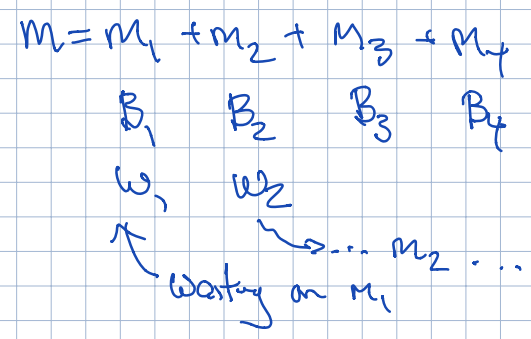 m = m₁ + m₂ + m₃ + m₄
B₁ B₂ B₃ B₄
w₁ w₂
... m₂ ...
waiting on m₁